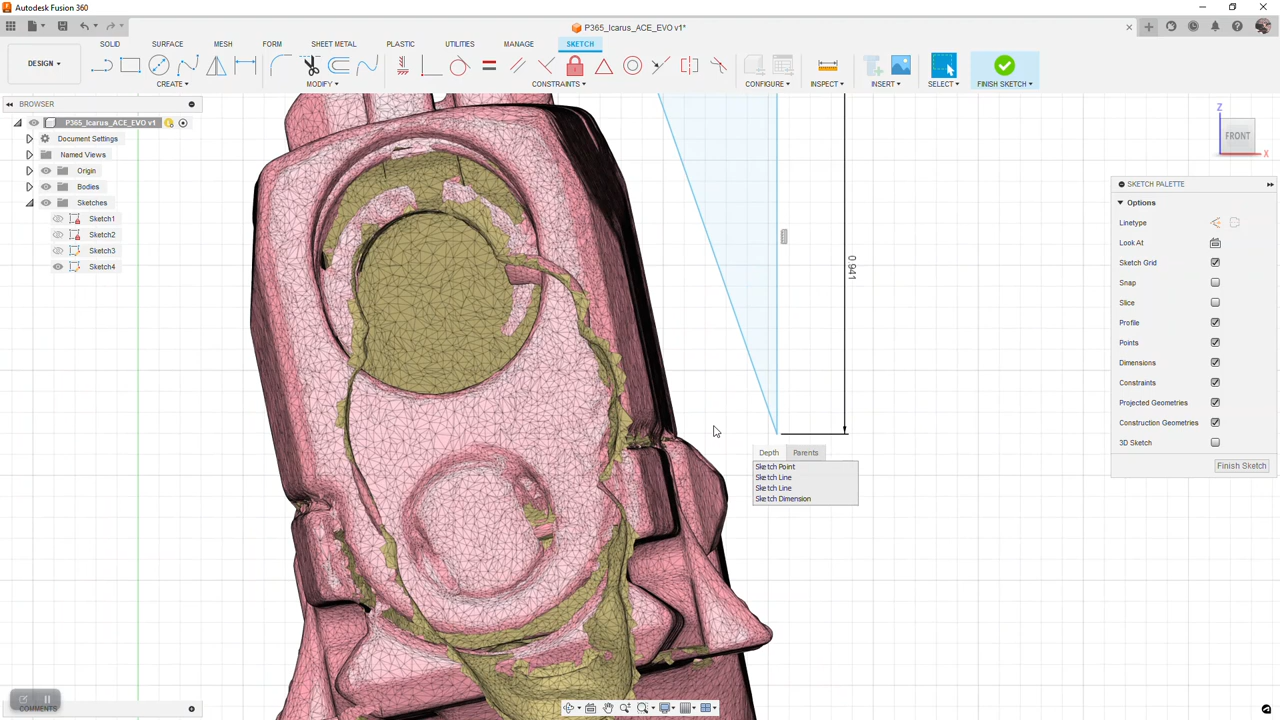 Autodesk Fusion 360
P365_Icarus_ACE_EVO v1*
SOLID SURFACE MESH FORM SHEET METAL PLASTIC UTILITIES MANAGE SKETCH
DESIGN
CREATE MODIFY CONSTRAINTS CONFIGURE INSPECT INSERT SELECT FINISH SKETCH
BROWSER
P365_Icarus_ACE_EVO v1
Document Settings
Named Views
Origin
Bodies
Sketches
Sketch1
Sketch2
Sketch3
Sketch4
Z
FRONT
X
SKETCH PALETTE
Options
Linetype
Look At
Sketch Grid
Snap
Slice
Profile
Points
Dimensions
Constraints
Projected Geometries
Construction Geometries
3D Sketch
Finish Sketch
0.941
Depth Parents
Sketch Point
Sketch Line
Sketch Line
Sketch Dimension
COMMENTS